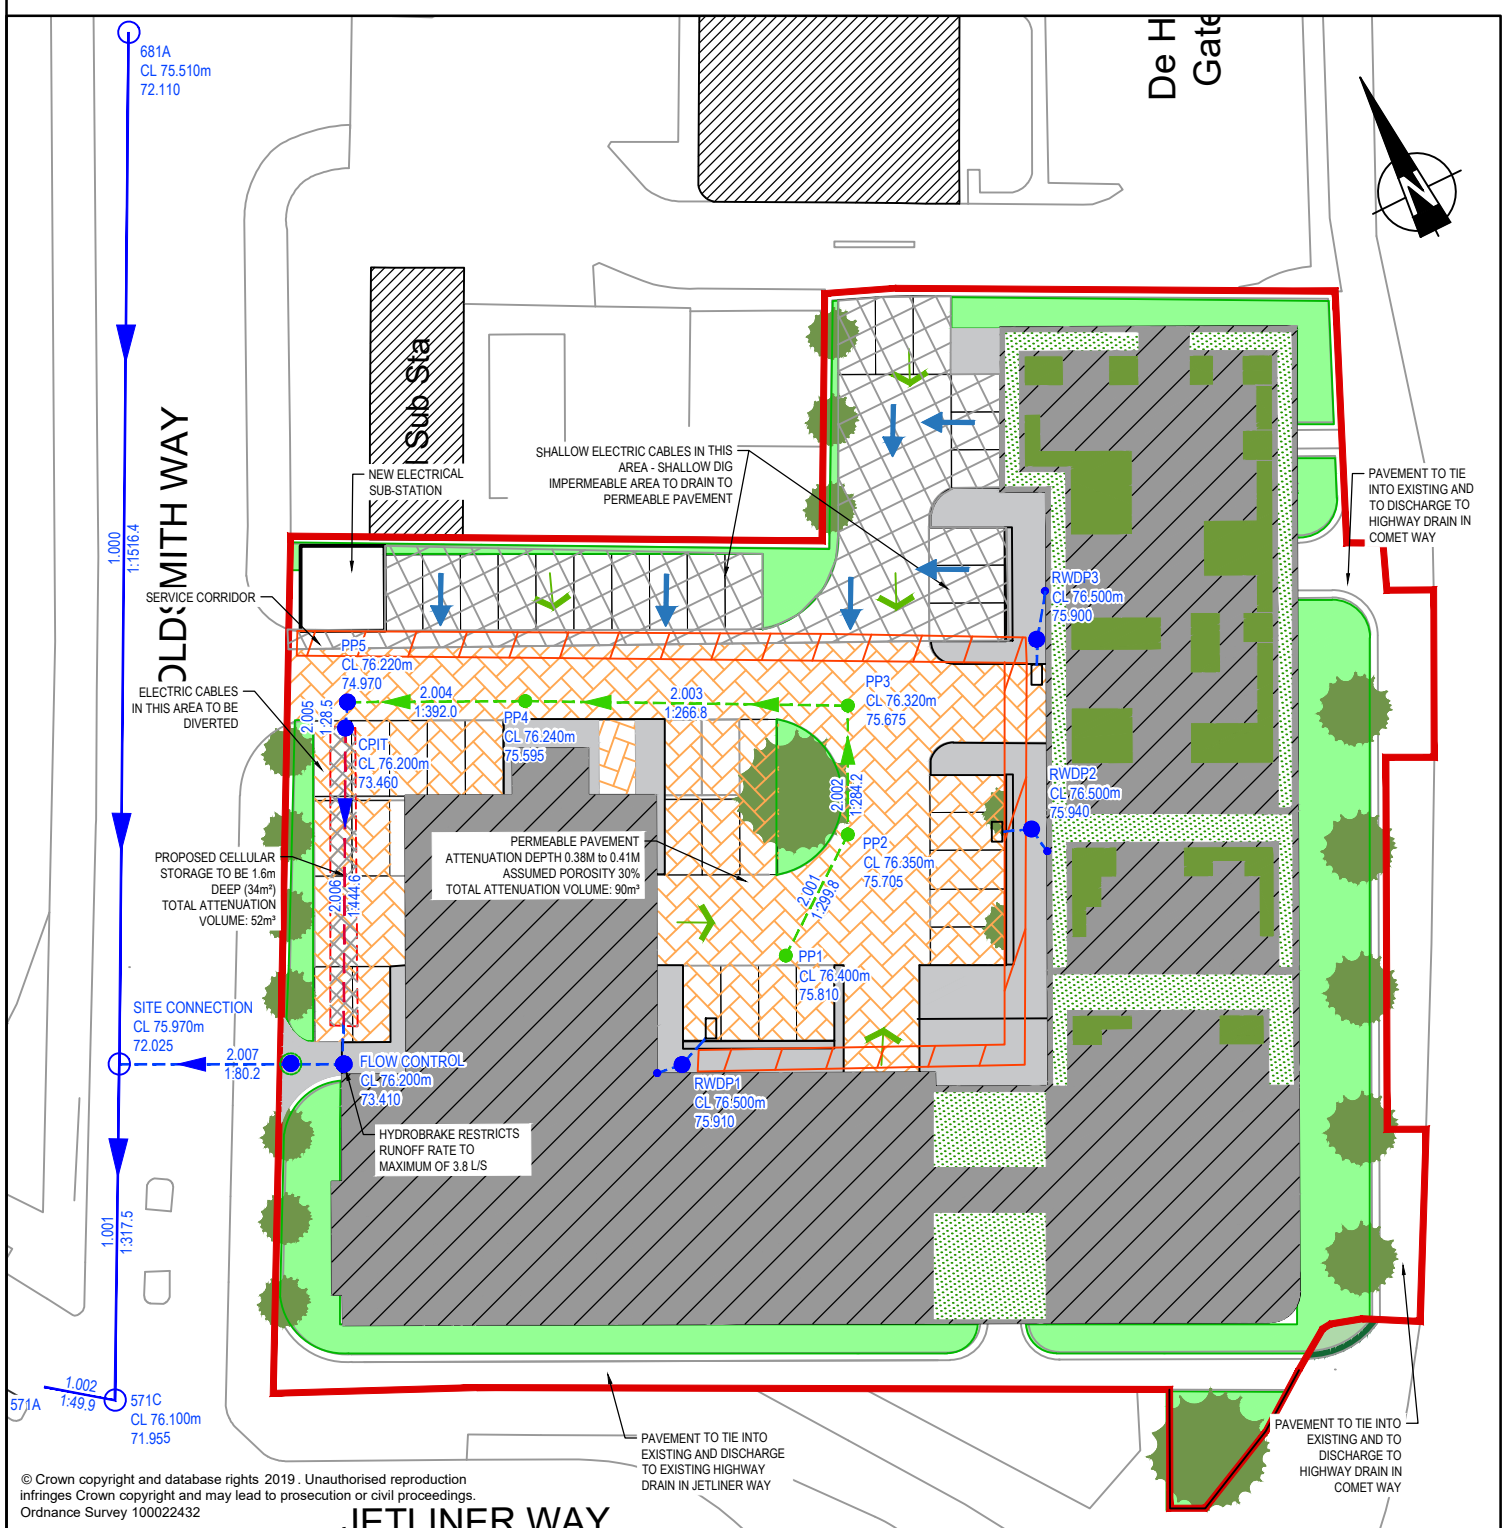 681A
CL 75.510m
72.110
De H
Gate
N
OLDSMITH WAY
l Sub Sta
1.000
1:1516.4
NEW ELECTRICAL
SUB-STATION
SHALLOW ELECTRIC CABLES IN THIS
AREA - SHALLOW DIG
IMPERMEABLE AREA TO DRAIN TO
PERMEABLE PAVEMENT
PAVEMENT TO TIE
INTO EXISTING AND
TO DISCHARGE TO
HIGHWAY DRAIN IN
COMET WAY
SERVICE CORRIDOR
RWDP3
CL 76.500m
75.900
PP5
CL 76.220m
74.970
ELECTRIC CABLES
IN THIS AREA TO BE
DIVERTED
2.005
1:28.5
2.004
1:392.0
2.003
1:266.8
PP3
CL 76.320m
75.675
PP4
CL 76.240m
75.595
CPIT
CL 76.200m
73.460
2.002
1:284.2
RWDP2
CL 76.500m
75.940
PROPOSED CELLULAR
STORAGE TO BE 1.6m
DEEP (34m²)
TOTAL ATTENUATION
VOLUME: 52m³
2.006
1:444.6
PERMEABLE PAVEMENT
ATTENUATION DEPTH 0.38M to 0.41M
ASSUMED POROSITY 30%
TOTAL ATTENUATION VOLUME: 90m³
PP2
CL 76.350m
75.705
2.001
1:299.8
PP1
CL 76.400m
75.810
SITE CONNECTION
CL 75.970m
72.025
2.007
1:80.2
FLOW CONTROL
CL 76.200m
73.410
RWDP1
CL 76.500m
75.910
HYDROBRAKE RESTRICTS
RUNOFF RATE TO
MAXIMUM OF 3.8 L/S
1.001
1:317.5
1.002
1:49.9
571A
571C
CL 76.100m
71.955
PAVEMENT TO TIE INTO
EXISTING AND DISCHARGE
TO EXISTING HIGHWAY
DRAIN IN JETLINER WAY
PAVEMENT TO TIE INTO
EXISTING AND TO
DISCHARGE TO
HIGHWAY DRAIN IN
COMET WAY
© Crown copyright and database rights 2019. Unauthorised reproduction
infringes Crown copyright and may lead to prosecution or civil proceedings.
Ordnance Survey 100022432
JETLINER WAY